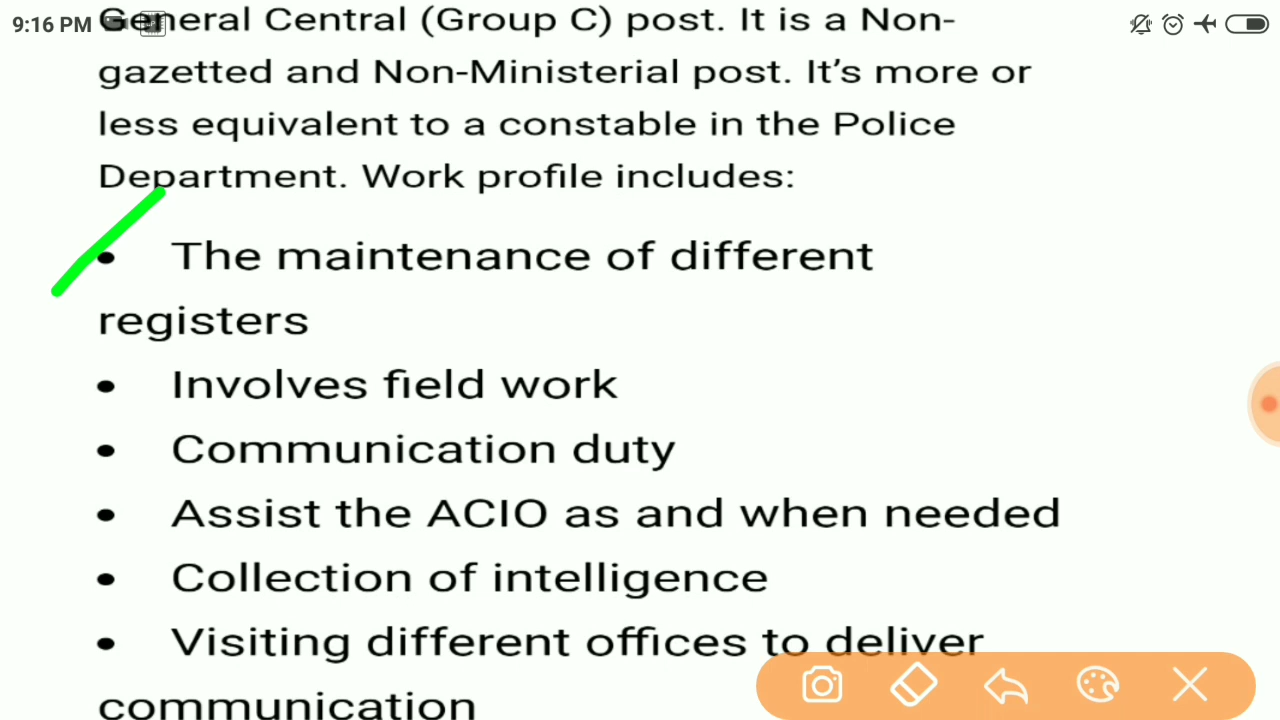 9:16 PM
General Central (Group C) post. It is a Non-
gazetted and Non-Ministerial post. It's more or
less equivalent to a constable in the Police
Department. Work profile includes:
• The maintenance of different
registers
• Involves field work
• Communication duty
• Assist the ACIO as and when needed
• Collection of intelligence
• Visiting different offices to deliver
communication